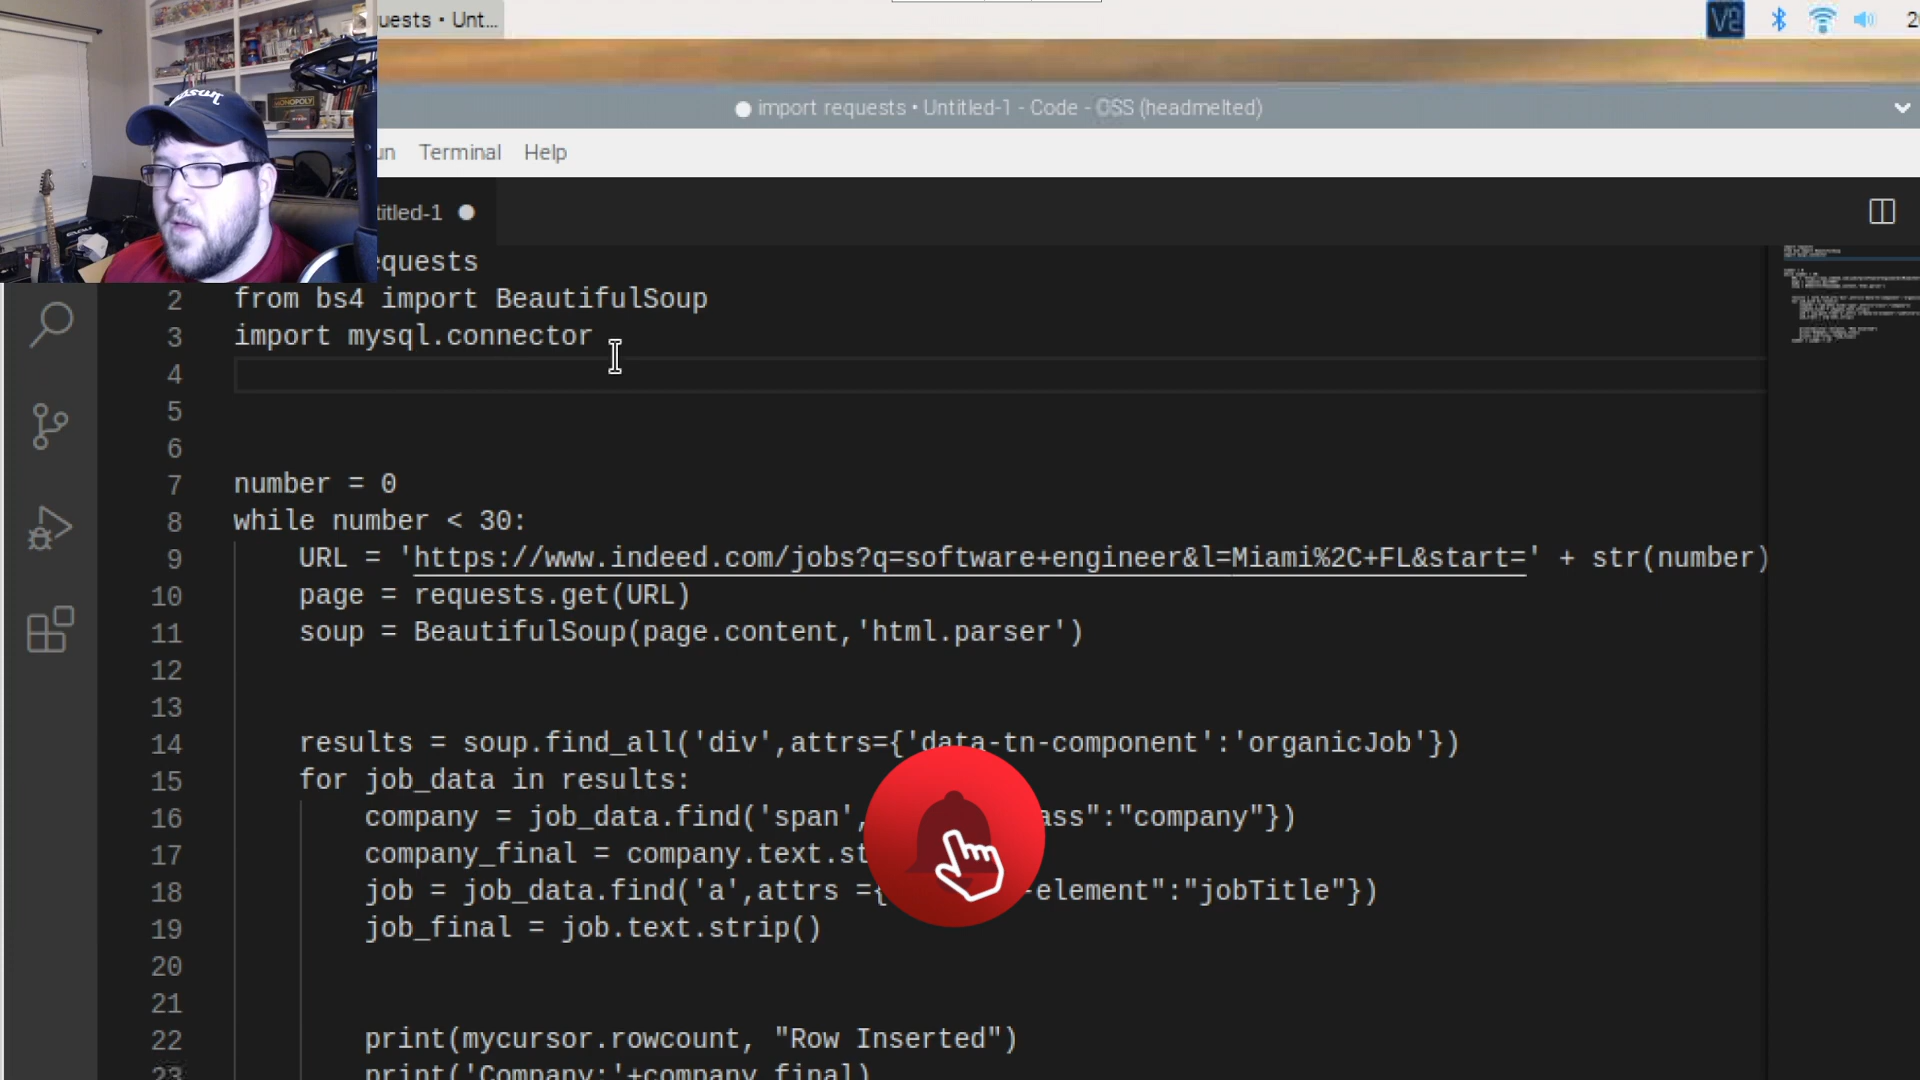 uests • Unt...
V2
import requests • Untitled-1 - Code - OSS (headmelted)
un Terminal Help
titled-1
MONOPOLY
equests
2 from bs4 import BeautifulSoup
3 import mysql.connector
4
5
6
7 number = 0
8 while number < 30:
9 URL = 'https://www.indeed.com/jobs?q=software+engineer&l=Miami%2C+FL&start=' + str(number)
10 page = requests.get(URL)
11 soup = BeautifulSoup(page.content,'html.parser')
12
13
14 results = soup.find_all('div',attrs={'data-tn-component':'organicJob'})
15 for job_data in results:
16 company = job_data.find('span', ass":"company"})
17 company_final = company.text.st
18 job = job_data.find('a',attrs ={ -element":"jobTitle"})
19 job_final = job.text.strip()
20
21
22 print(mycursor.rowcount, "Row Inserted")
23 print('Company:'+company_final)